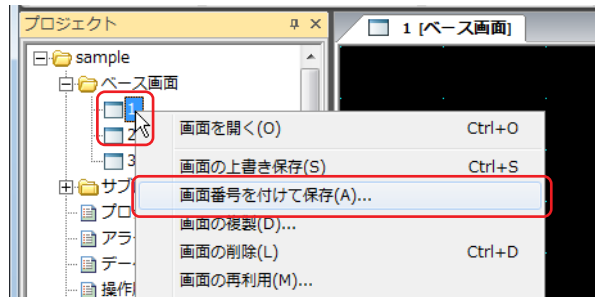 プロジェクト
1 [ベース画面]
sample
ベース画面
1
2
3
サブ
プロ
アラー
データ
操作
画面を開く(O) Ctrl+O
画面の上書き保存(S) Ctrl+S
画面番号を付けて保存(A)...
画面の複製(D)...
画面の削除(L) Ctrl+D
画面の再利用(M)...